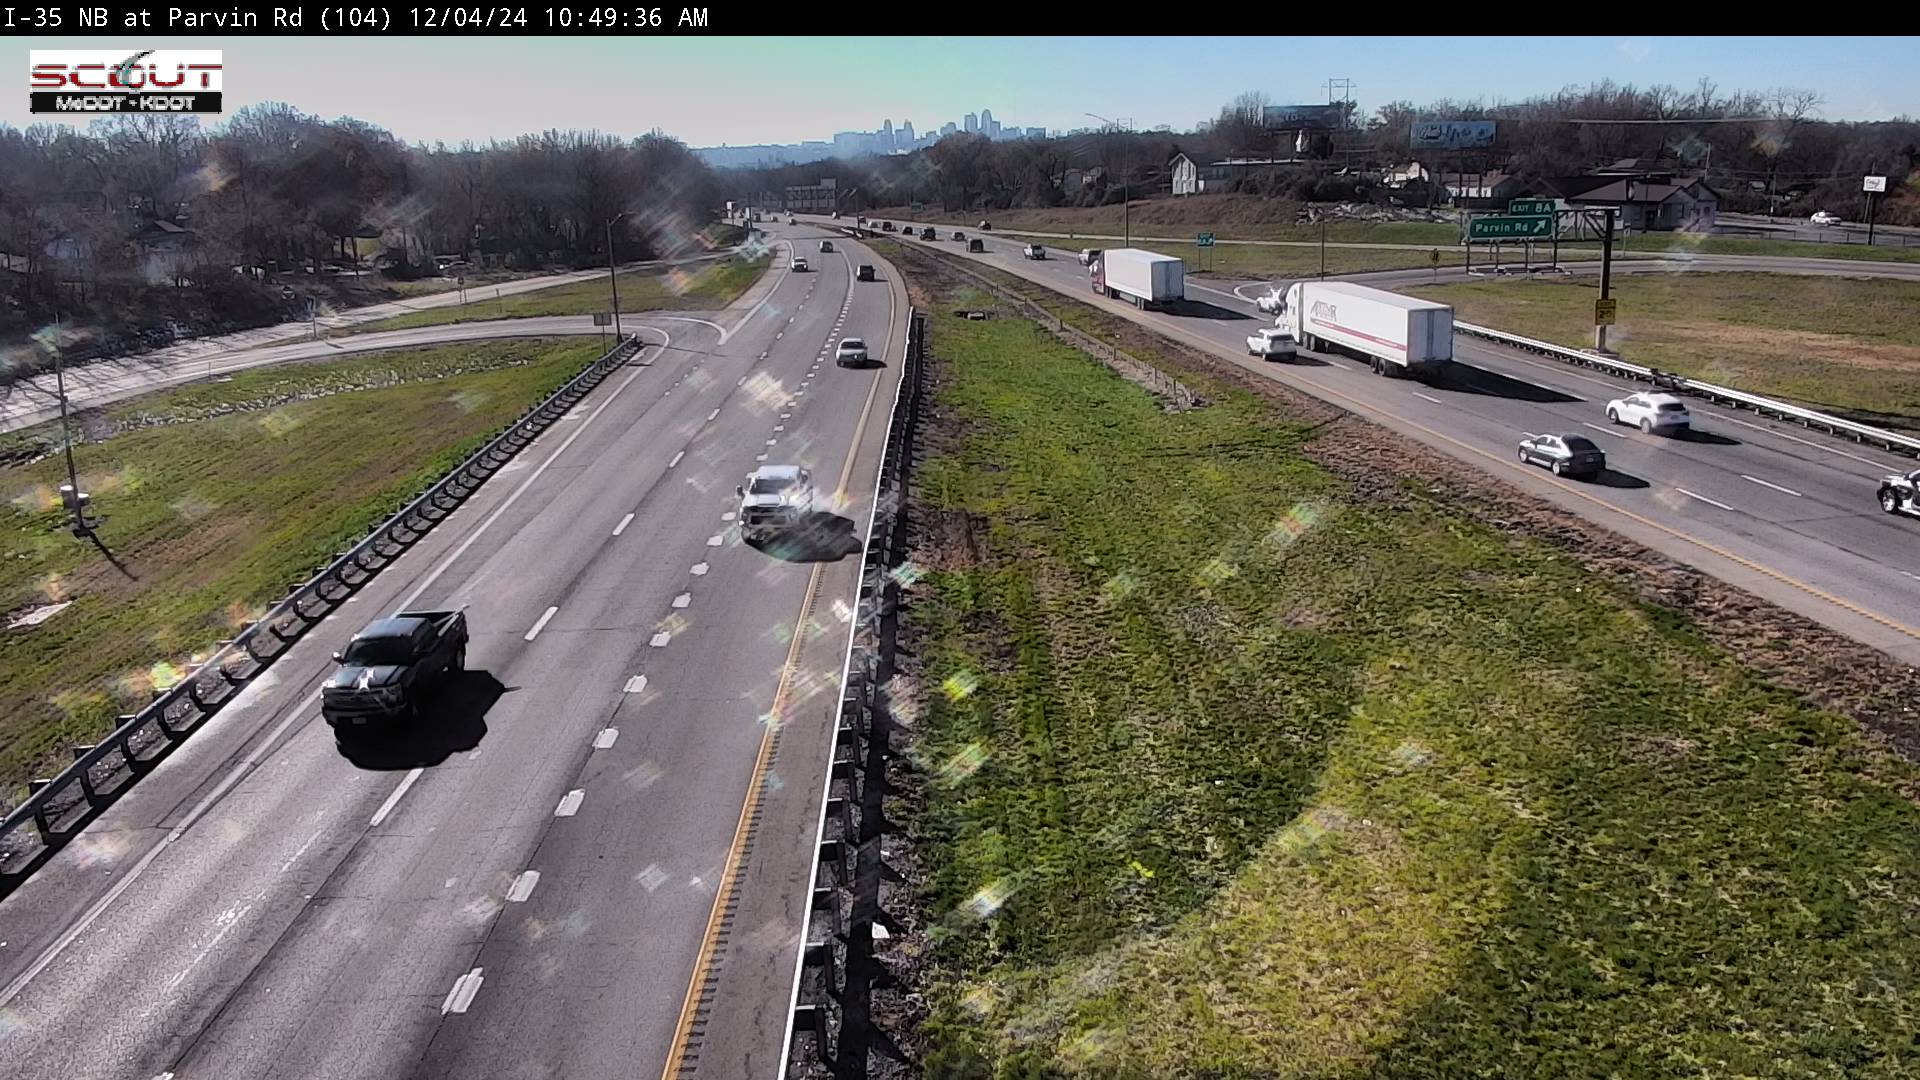 I-35 NB at Parvin Rd (104) 12/04/24 10:49:36 AM
SCOUT
MoDOT - KDOT
EXIT 8A
Parvin Rd